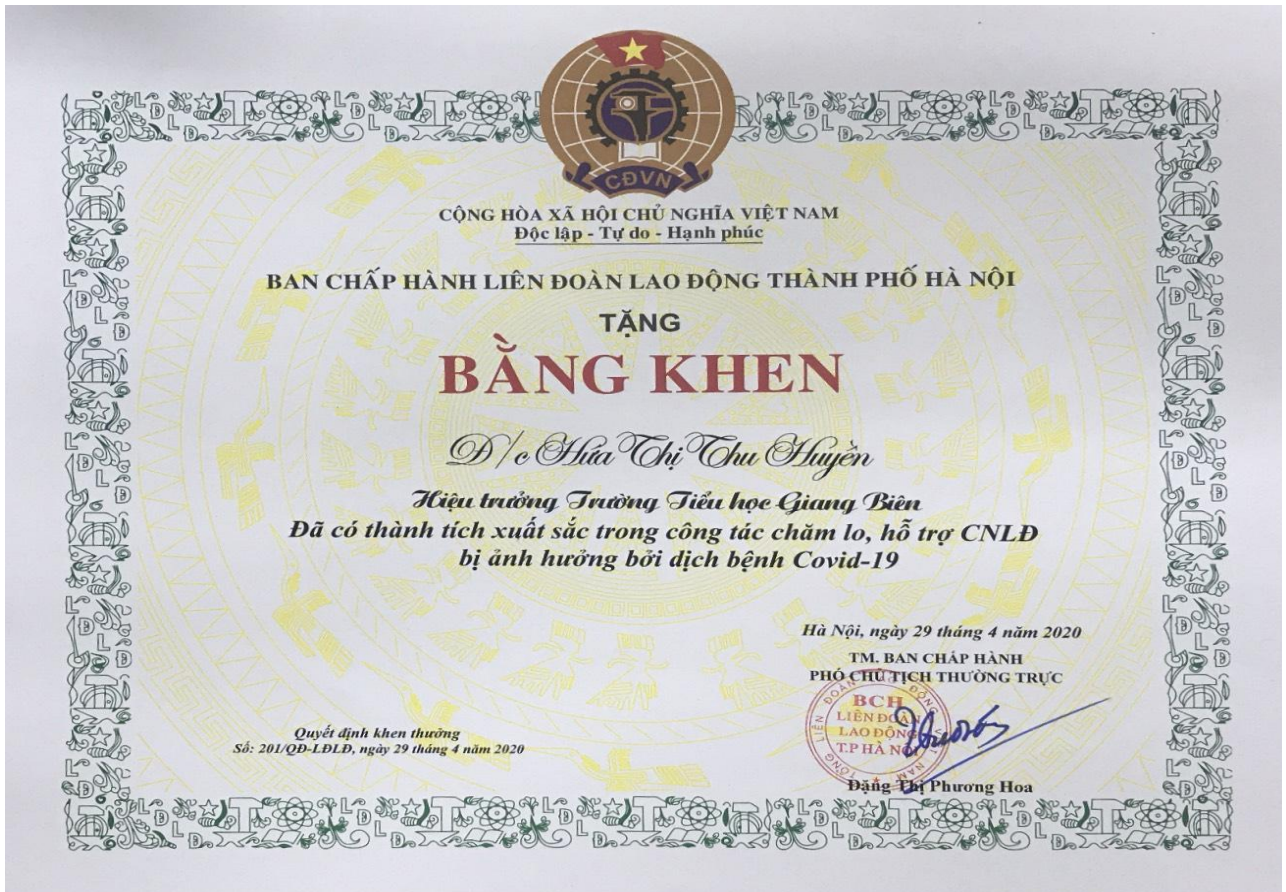 CĐVN
CỘNG HÒA XÃ HỘI CHỦ NGHĨA VIỆT NAM
Độc lập - Tự do - Hạnh phúc
BAN CHẤP HÀNH LIÊN ĐOÀN LAO ĐỘNG THÀNH PHỐ HÀ NỘI
TẶNG
BẰNG KHEN
Đ/c Hứa Thị Thu Huyền
Hiệu trưởng Trường Tiểu học Giang Biên
Đã có thành tích xuất sắc trong công tác chăm lo, hỗ trợ CNLĐ
bị ảnh hưởng bởi dịch bệnh Covid-19
Hà Nội, ngày 29 tháng 4 năm 2020
TM. BAN CHẤP HÀNH
PHÓ CHỦ TỊCH THƯỜNG TRỰC
BCH
LIÊN ĐOÀN
LAO ĐỘNG
T.P HÀ NỘI
Đặng Thị Phương Hoa
Quyết định khen thưởng
Số: 201/QĐ-LĐLĐ, ngày 29 tháng 4 năm 2020